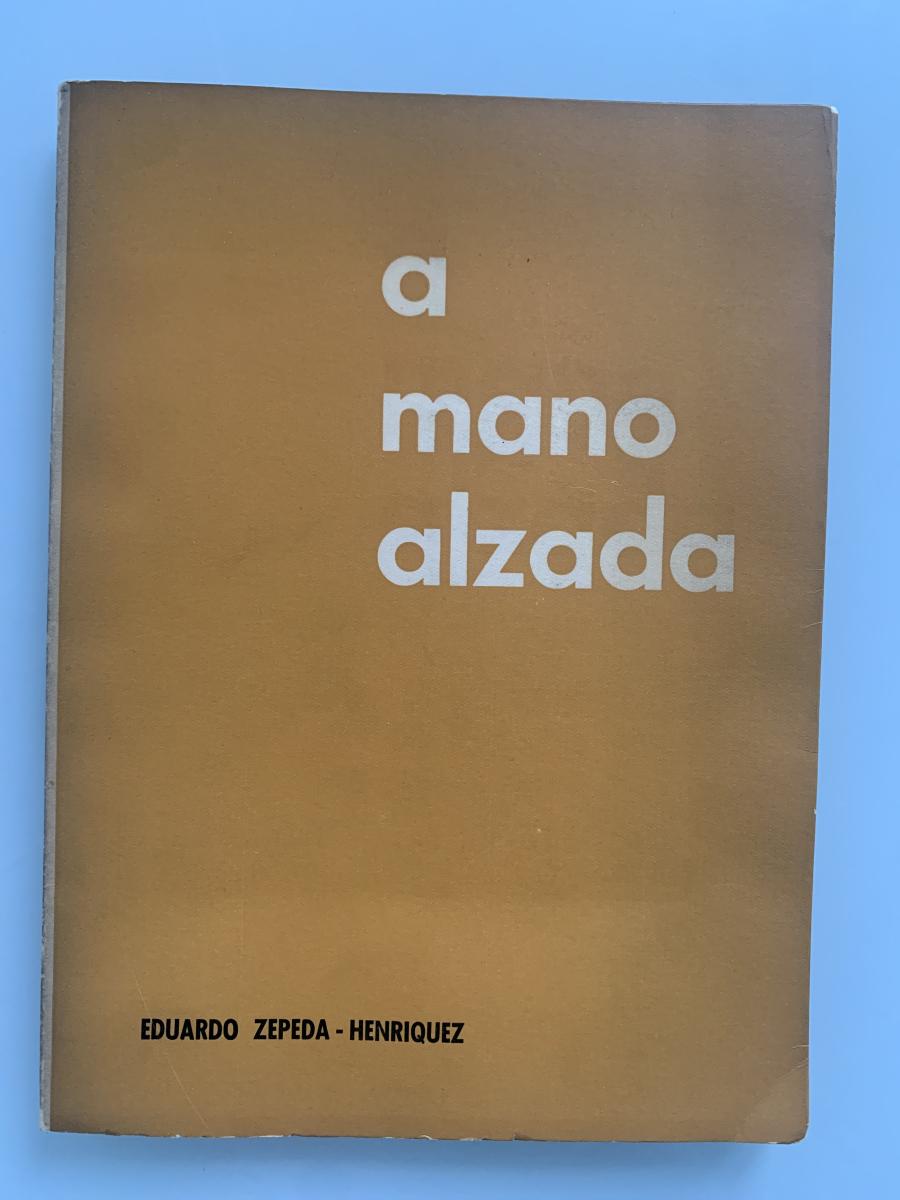 a
mano
alzada
EDUARDO ZEPEDA - HENRIQUEZ